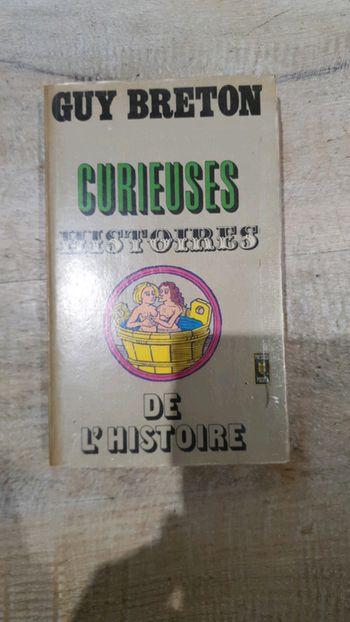 GUY BRETON
CURIEUSES
HISTOIRES
DE
L'HISTOIRE